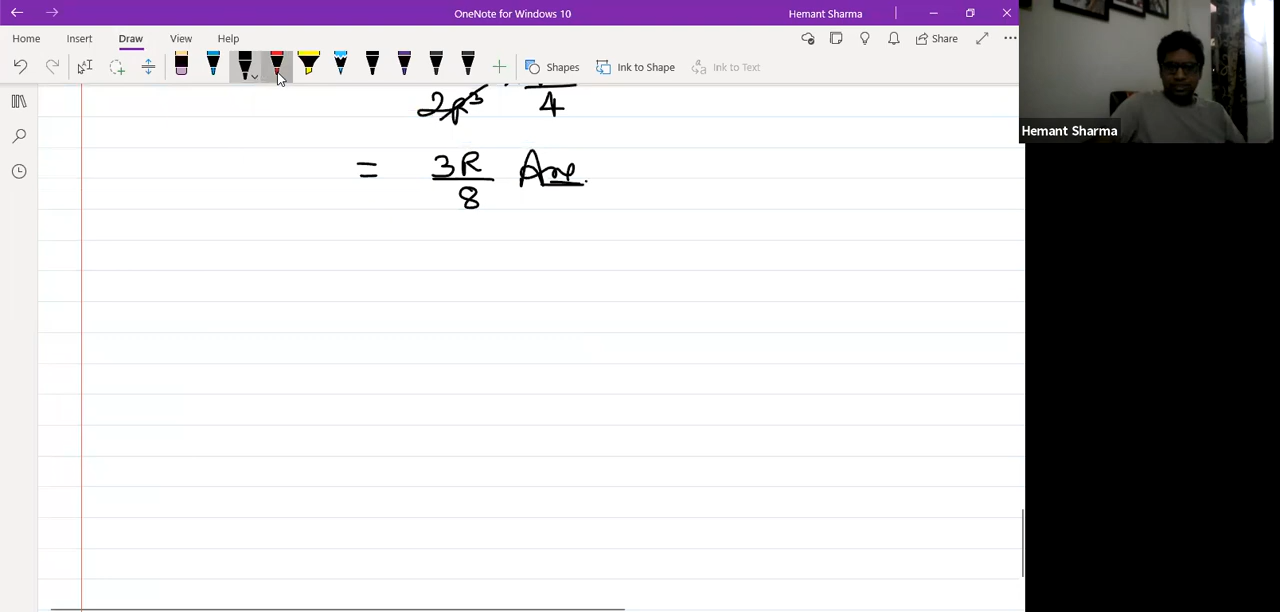 OneNote for Windows 10
Hemant Sharma
Home Insert Draw View Help
Share
Shapes Ink to Shape Ink to Text
Hemant Sharma
2R³ 4
= 3R Ans.
8